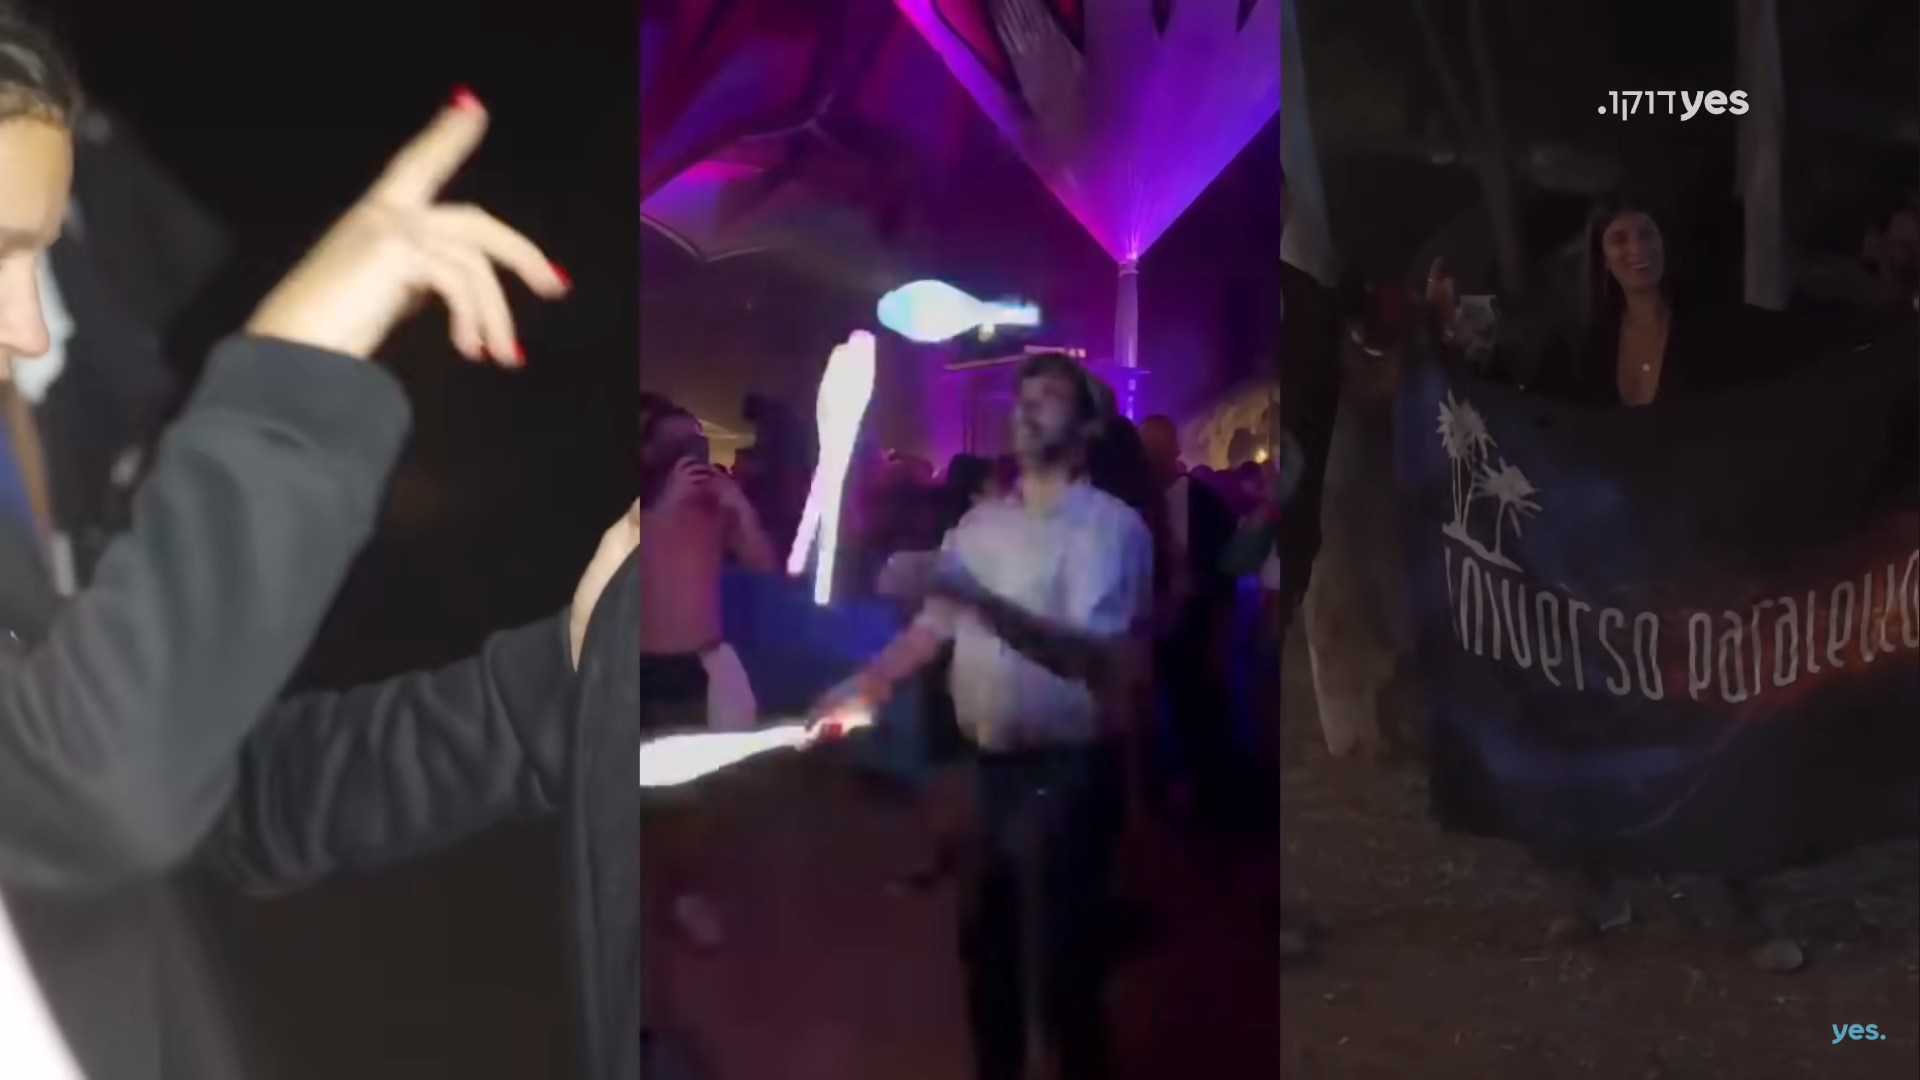 yesדוקו.
universo paralello
yes.